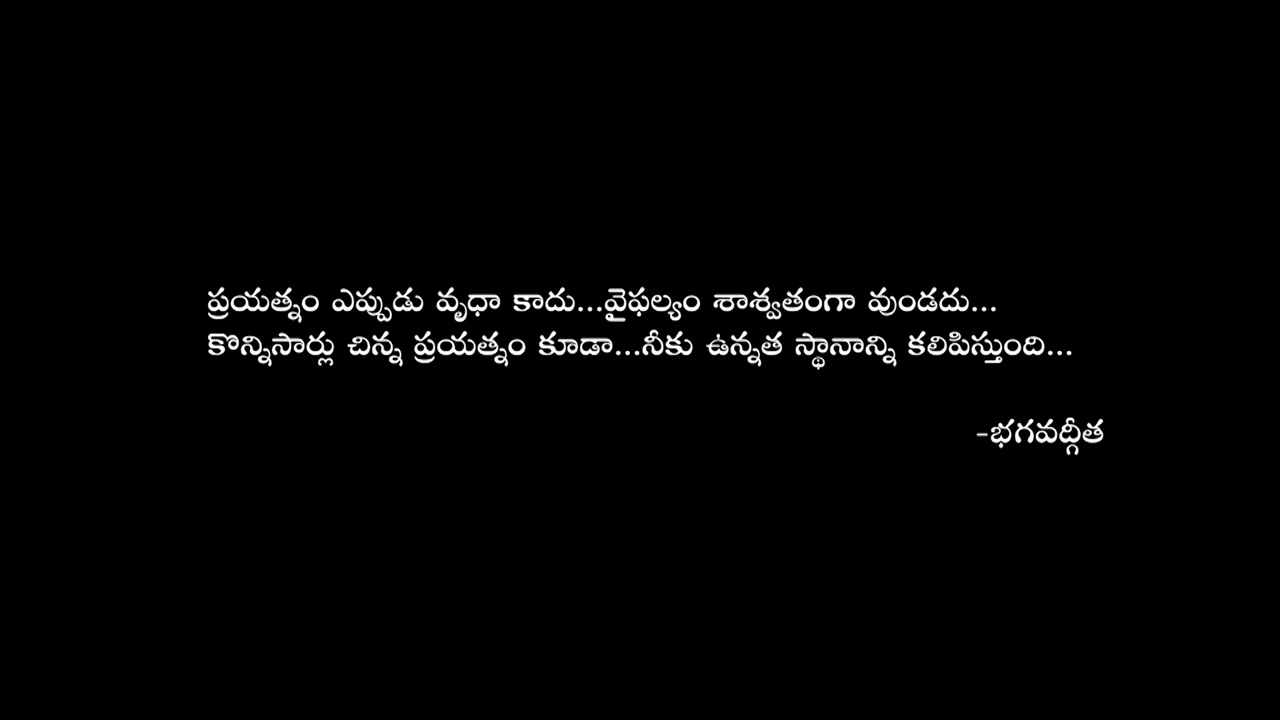 ప్రయత్నం ఎప్పుడు వృధా కాదు...వైఫల్యం శాశ్వతంగా వుండదు...
కొన్నిసార్లు చిన్న ప్రయత్నం కూడా...నీకు ఉన్నత స్థానాన్ని కలిపిస్తుంది...
-భగవద్గీత